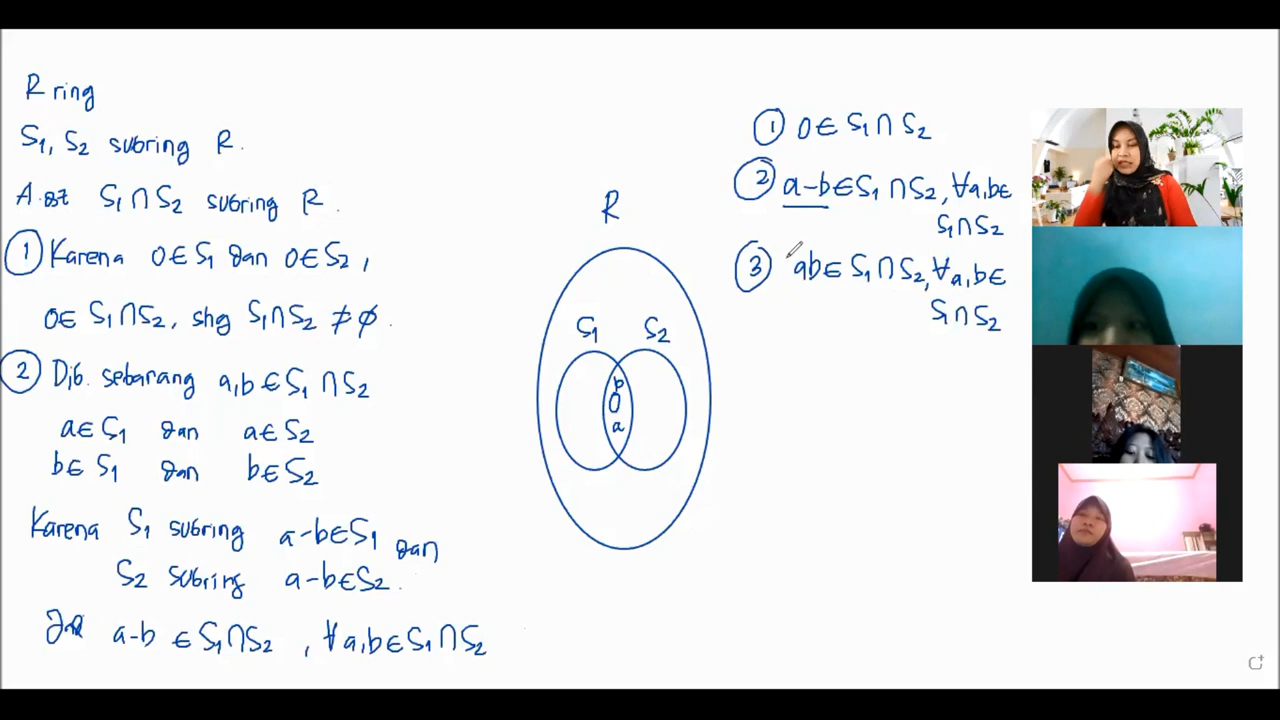 R ring
S1, S2 subring R.
A. dt S1 ∩ S2 subring R.
① Karena 0 ∈ S1 dan 0 ∈ S2,
0 ∈ S1 ∩ S2, shg S1 ∩ S2 ≠ ∅.
② Dib. sebarang a,b ∈ S1 ∩ S2
a ∈ S1 dan a ∈ S2
b ∈ S1 dan b ∈ S2
Karena S1 subring a-b ∈ S1 dan
S2 subring a-b ∈ S2.
a-b ∈ S1 ∩ S2, ∀a,b ∈ S1 ∩ S2
R
S1 S2
b
0
a
① 0 ∈ S1 ∩ S2
② a-b ∈ S1 ∩ S2, ∀a,b ∈
S1 ∩ S2
③ ab ∈ S1 ∩ S2, ∀a,b ∈
S1 ∩ S2